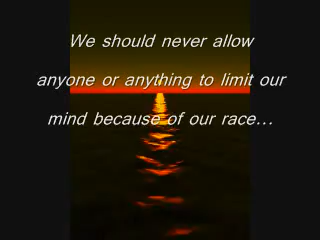 We should never allow
anyone or anything to limit our
mind because of our race...